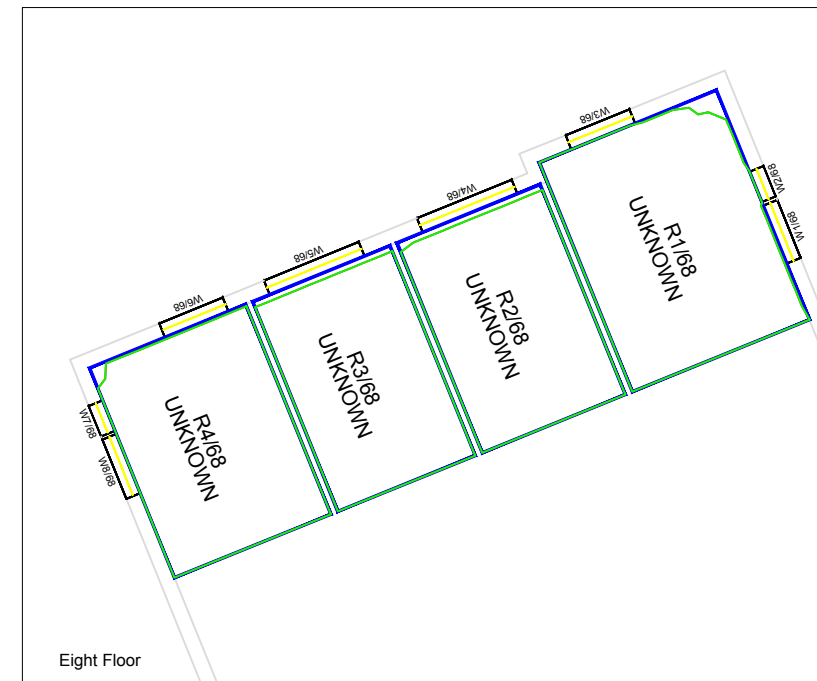 W3/68
W2/68
W1/68
W4/68
R1/68
UNKNOWN
W5/68
R2/68
UNKNOWN
W6/68
R3/68
UNKNOWN
W7/68
R4/68
UNKNOWN
W8/68
Eight Floor